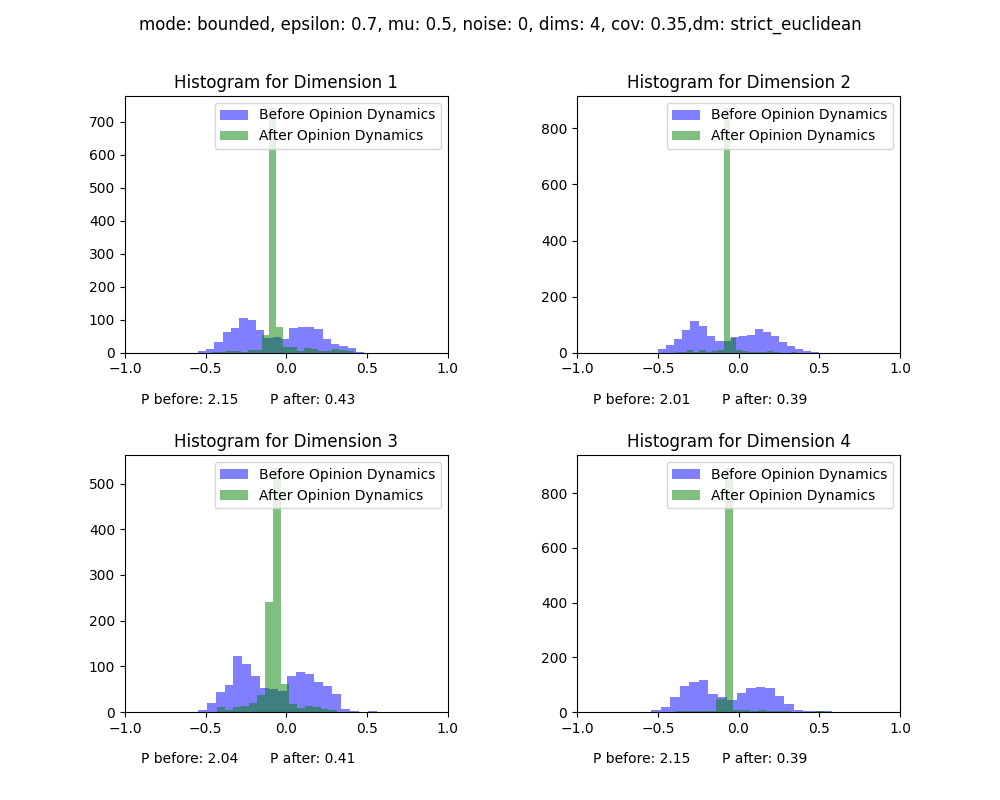 mode: bounded, epsilon: 0.7, mu: 0.5, noise: 0, dims: 4, cov: 0.35,dm: strict_euclidean
Histogram for Dimension 1
Before Opinion Dynamics
After Opinion Dynamics
700
600
500
400
300
200
100
0
−1.0 −0.5 0.0 0.5 1.0
P before: 2.15 P after: 0.43
Histogram for Dimension 2
Before Opinion Dynamics
After Opinion Dynamics
800
600
400
200
0
−1.0 −0.5 0.0 0.5 1.0
P before: 2.01 P after: 0.39
Histogram for Dimension 3
Before Opinion Dynamics
After Opinion Dynamics
500
400
300
200
100
0
−1.0 −0.5 0.0 0.5 1.0
P before: 2.04 P after: 0.41
Histogram for Dimension 4
Before Opinion Dynamics
After Opinion Dynamics
800
600
400
200
0
−1.0 −0.5 0.0 0.5 1.0
P before: 2.15 P after: 0.39